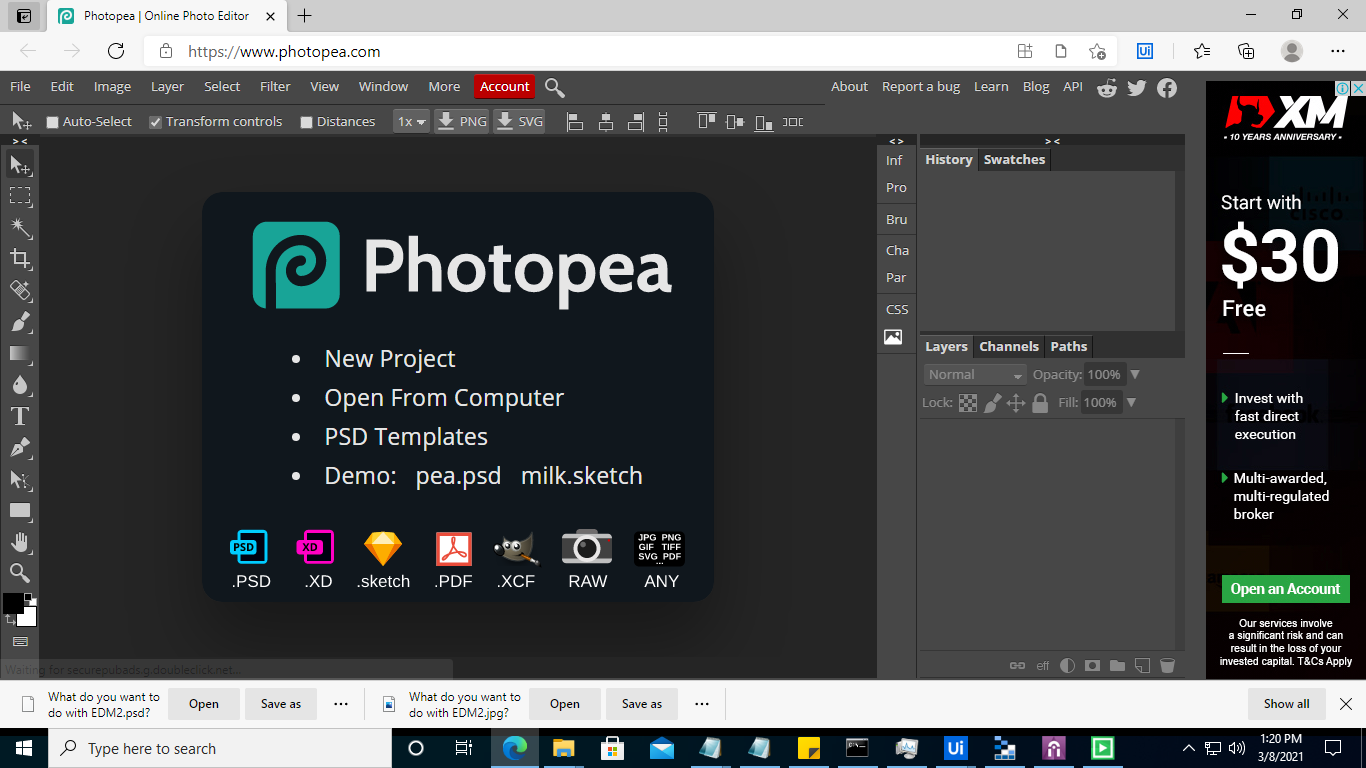 Photopea | Online Photo Editor
https://www.photopea.com
File Edit Image Layer Select Filter View Window More Account
About Report a bug Learn Blog API
Auto-Select Transform controls Distances 1x PNG SVG
> <
< >
> <
Inf
Pro
Bru
Cha
Par
CSS
History Swatches
Layers Channels Paths
Normal Opacity: 100%
Lock: Fill: 100%
eff
Photopea
New Project
Open From Computer
PSD Templates
Demo: pea.psd milk.sketch
PSD XD JPG PNG
GIF TIFF
SVG PDF
...
.PSD .XD .sketch .PDF .XCF RAW ANY
T
Waiting for securepubads.g.doubleclick.net...
XM
• 10 YEARS ANNIVERSARY •
cisco
Start with
$30
Free
Invest with
fast direct
execution
Multi-awarded,
multi-regulated
broker
Open an Account
Our services involve
a significant risk and can
result in the loss of your
invested capital. T&Cs Apply
What do you want to
do with EDM2.psd?
Open Save as
What do you want to
do with EDM2.jpg?
Open Save as
Show all
Type here to search
Ui
1:20 PM
3/8/2021